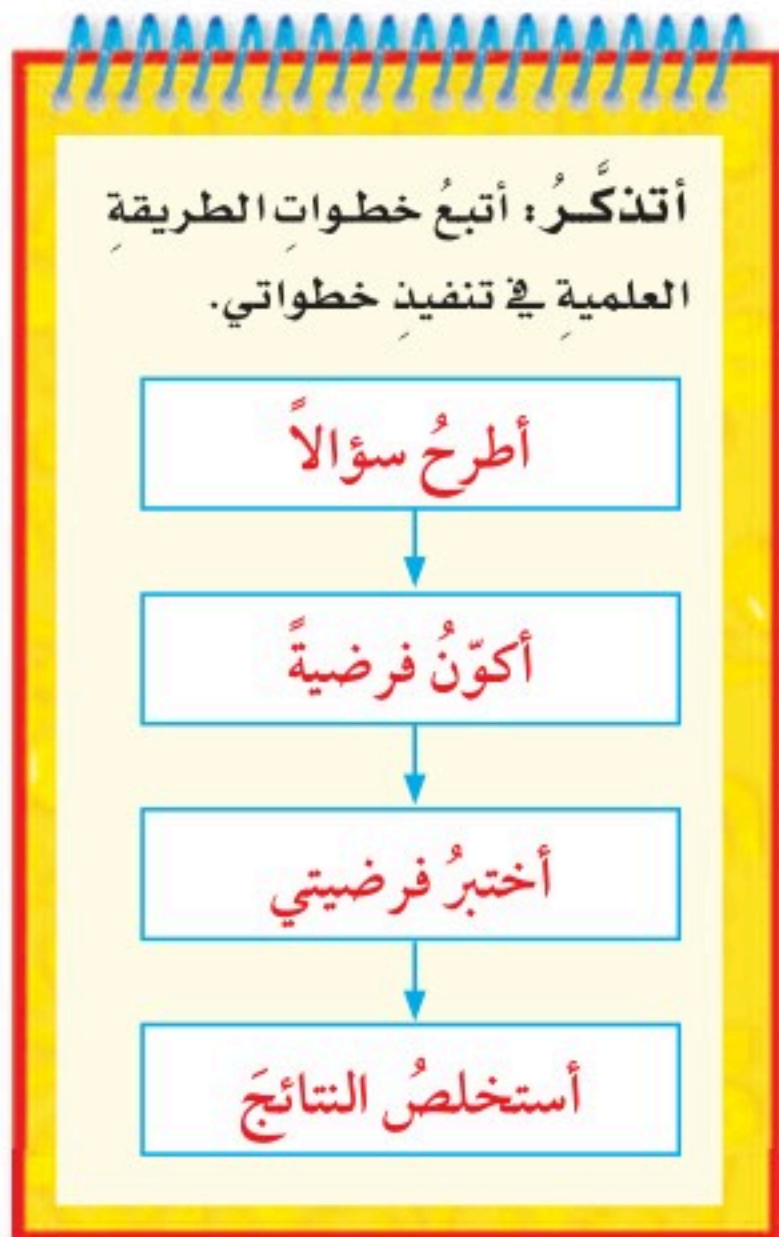 أتذكَّرُ: أتبعُ خطواتِ الطريقةِ
العلميةِ في تنفيذِ خطواتي.
أطرحُ سؤالاً
أكوّنُ فرضيةً
أختبرُ فرضيتي
أستخلصُ النتائجَ